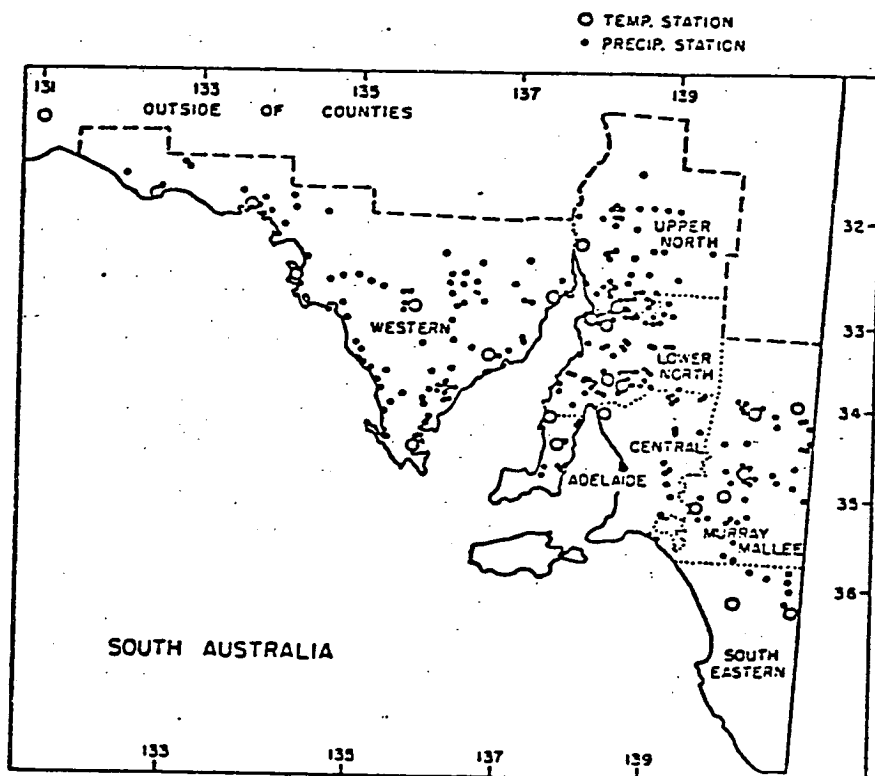 TEMP. STATION
PRECIP. STATION
131 133 135 137 139
OUTSIDE OF COUNTIES
32
UPPER
NORTH
WESTERN
33
LOWER
NORTH
34
CENTRAL
ADELAIDE
35
MURRAY
MALLEE
36
SOUTH AUSTRALIA
SOUTH
EASTERN
133 135 137 139